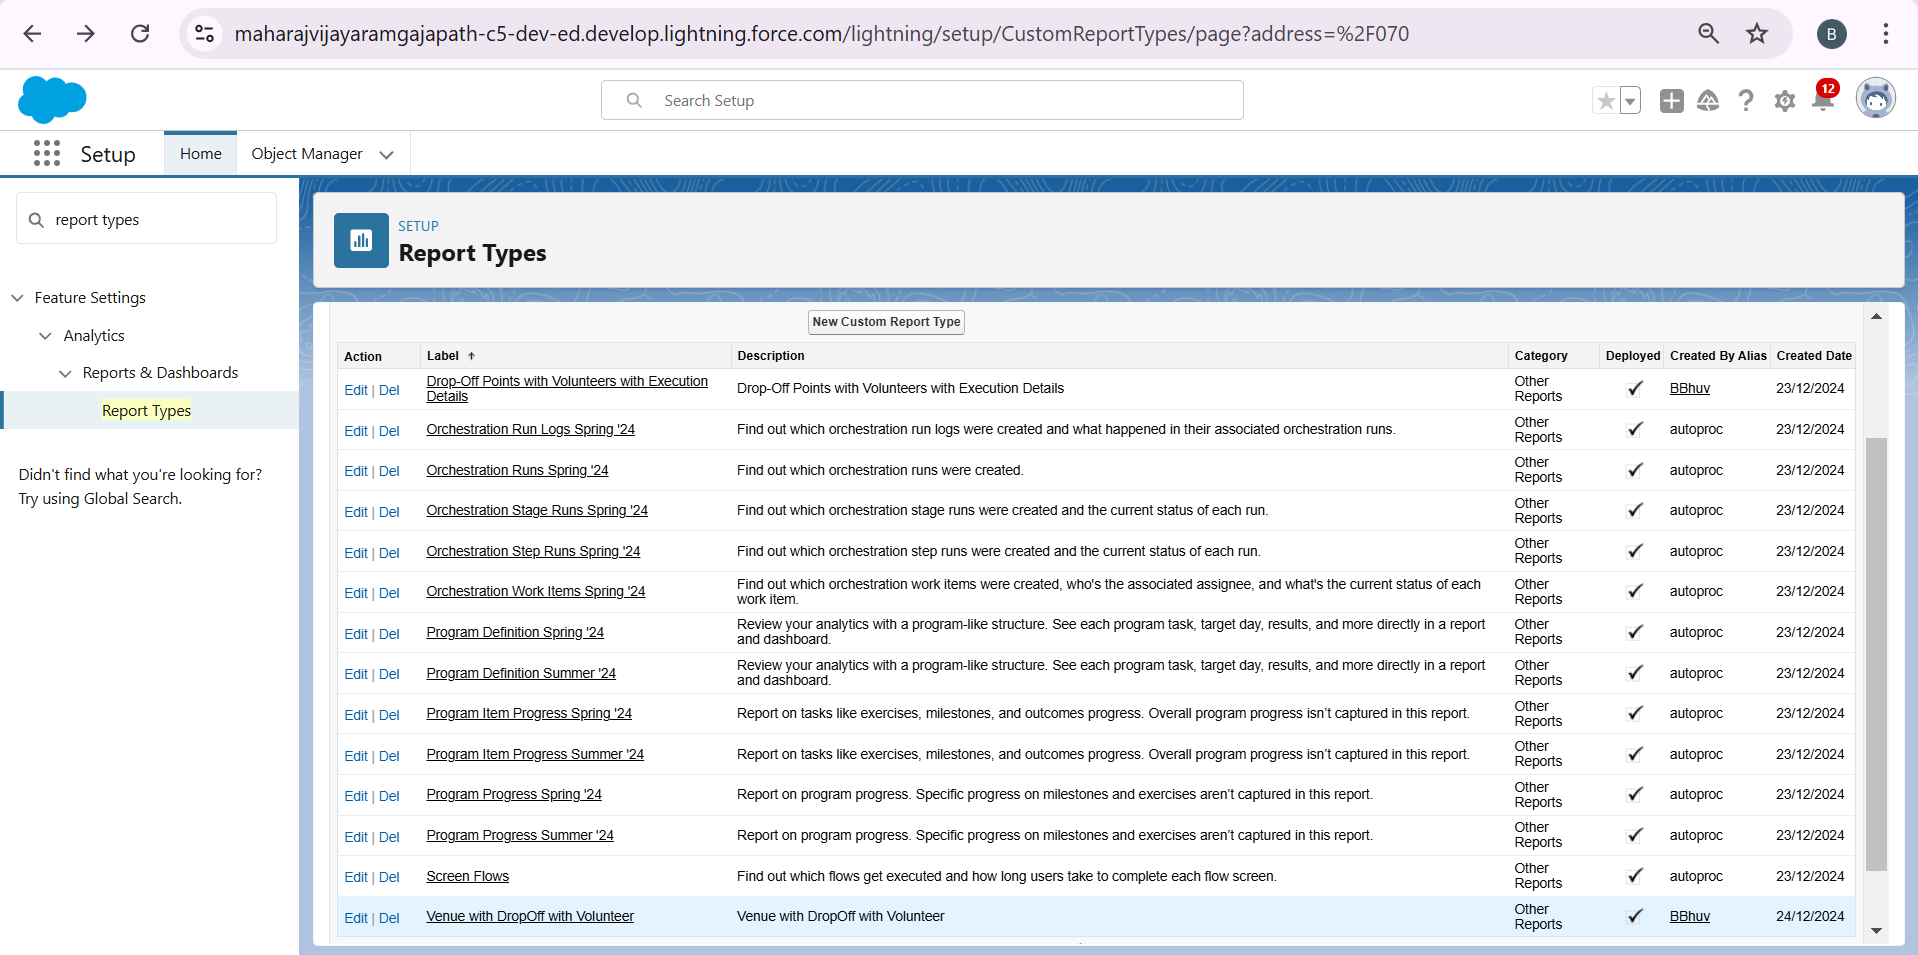 maharajvijayaramgajapath-c5-dev-ed.develop.lightning.force.com/lightning/setup/CustomReportTypes/page?address=%2F070
B
Search Setup
12
Setup
Home
Object Manager
report types
Feature Settings
Analytics
Reports & Dashboards
Report Types
Didn't find what you're looking for?
Try using Global Search.
SETUP
Report Types
New Custom Report Type
Action Label Description Category Deployed Created By Alias Created Date
Edit | Del Drop-Off Points with Volunteers with Execution Details Drop-Off Points with Volunteers with Execution Details Other Reports BBhuv 23/12/2024
Edit | Del Orchestration Run Logs Spring '24 Find out which orchestration run logs were created and what happened in their associated orchestration runs. Other Reports autoproc 23/12/2024
Edit | Del Orchestration Runs Spring '24 Find out which orchestration runs were created. Other Reports autoproc 23/12/2024
Edit | Del Orchestration Stage Runs Spring '24 Find out which orchestration stage runs were created and the current status of each run. Other Reports autoproc 23/12/2024
Edit | Del Orchestration Step Runs Spring '24 Find out which orchestration step runs were created and the current status of each run. Other Reports autoproc 23/12/2024
Edit | Del Orchestration Work Items Spring '24 Find out which orchestration work items were created, who's the associated assignee, and what's the current status of each work item. Other Reports autoproc 23/12/2024
Edit | Del Program Definition Spring '24 Review your analytics with a program-like structure. See each program task, target day, results, and more directly in a report and dashboard. Other Reports autoproc 23/12/2024
Edit | Del Program Definition Summer '24 Review your analytics with a program-like structure. See each program task, target day, results, and more directly in a report and dashboard. Other Reports autoproc 23/12/2024
Edit | Del Program Item Progress Spring '24 Report on tasks like exercises, milestones, and outcomes progress. Overall program progress isn’t captured in this report. Other Reports autoproc 23/12/2024
Edit | Del Program Item Progress Summer '24 Report on tasks like exercises, milestones, and outcomes progress. Overall program progress isn’t captured in this report. Other Reports autoproc 23/12/2024
Edit | Del Program Progress Spring '24 Report on program progress. Specific progress on milestones and exercises aren’t captured in this report. Other Reports autoproc 23/12/2024
Edit | Del Program Progress Summer '24 Report on program progress. Specific progress on milestones and exercises aren’t captured in this report. Other Reports autoproc 23/12/2024
Edit | Del Screen Flows Find out which flows get executed and how long users take to complete each flow screen. Other Reports autoproc 23/12/2024
Edit | Del Venue with DropOff with Volunteer Venue with DropOff with Volunteer Other Reports BBhuv 24/12/2024